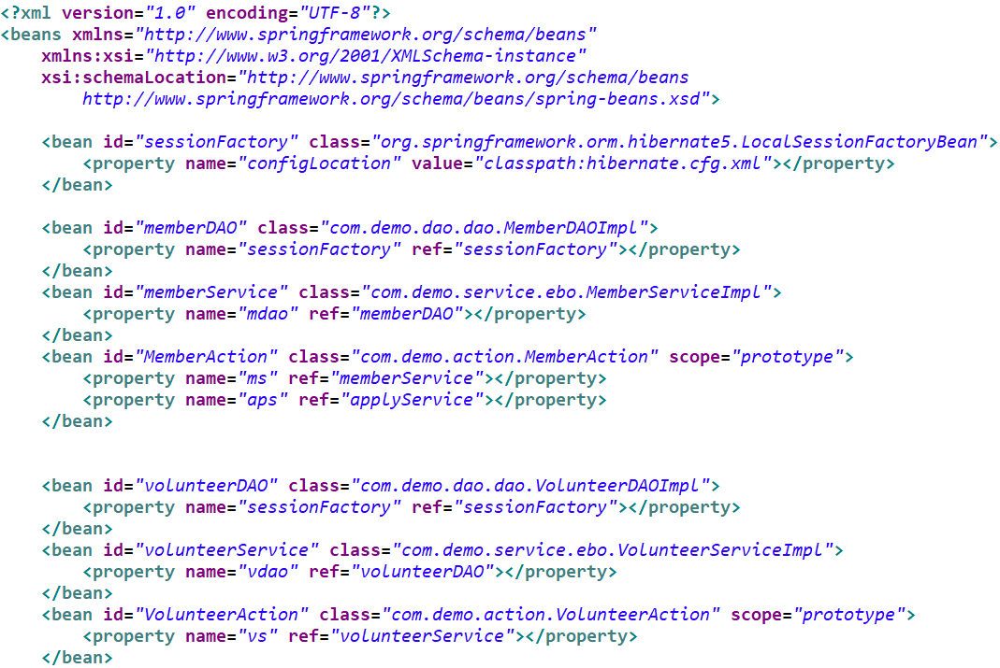 <?xml version="1.0" encoding="UTF-8"?>
<beans xmlns="http://www.springframework.org/schema/beans"
    xmlns:xsi="http://www.w3.org/2001/XMLSchema-instance"
    xsi:schemaLocation="http://www.springframework.org/schema/beans
        http://www.springframework.org/schema/beans/spring-beans.xsd">
    <bean id="sessionFactory" class="org.springframework.orm.hibernate5.LocalSessionFactoryBean">
        <property name="configLocation" value="classpath:hibernate.cfg.xml"></property>
    </bean>
    <bean id="memberDAO" class="com.demo.dao.dao.MemberDAOImpl">
        <property name="sessionFactory" ref="sessionFactory"></property>
    </bean>
    <bean id="memberService" class="com.demo.service.ebo.MemberServiceImpl">
        <property name="mdao" ref="memberDAO"></property>
    </bean>
    <bean id="MemberAction" class="com.demo.action.MemberAction" scope="prototype">
        <property name="ms" ref="memberService"></property>
        <property name="aps" ref="applyService"></property>
    </bean>
    <bean id="volunteerDAO" class="com.demo.dao.dao.VolunteerDAOImpl">
        <property name="sessionFactory" ref="sessionFactory"></property>
    </bean>
    <bean id="volunteerService" class="com.demo.service.ebo.VolunteerServiceImpl">
        <property name="vdao" ref="volunteerDAO"></property>
    </bean>
    <bean id="VolunteerAction" class="com.demo.action.VolunteerAction" scope="prototype">
        <property name="vs" ref="volunteerService"></property>
    </bean>